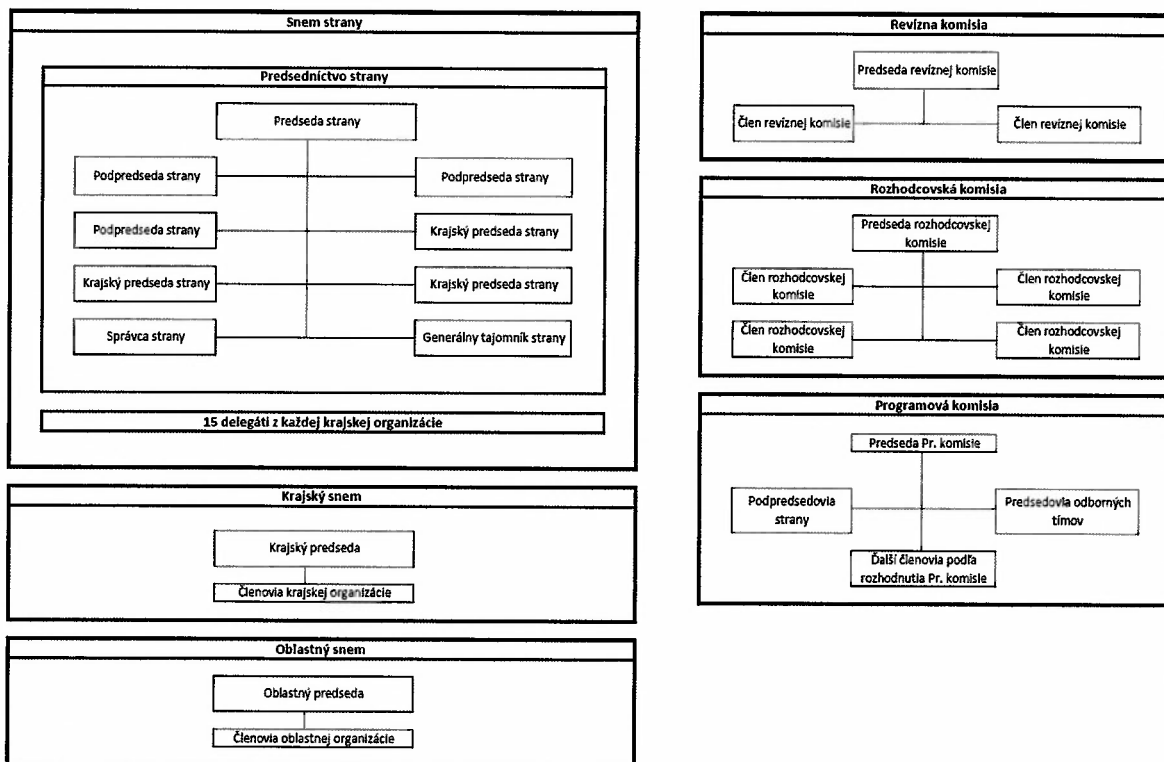 Snem strany
Predsedníctvo strany
Predseda strany
Podpredseda strany
Podpredseda strany
Podpredseda strany
Krajský predseda strany
Krajský predseda strany
Krajský predseda strany
Správca strany
Generálny tajomník strany
15 delegáti z každej krajskej organizácie
Krajský snem
Krajský predseda
Členovia krajskej organizácie
Oblastný snem
Oblastný predseda
Členovia oblastnej organizácie
Revízna komisia
Predseda revíznej komisie
Člen revíznej komisie
Člen revíznej komisie
Rozhodcovská komisia
Predseda rozhodcovskej
komisie
Člen rozhodcovskej
komisie
Člen rozhodcovskej
komisie
Člen rozhodcovskej
komisie
Člen rozhodcovskej
komisie
Programová komisia
Predseda Pr. komisie
Podpredsedovia
strany
Predsedovia odborných
tímov
Ďalší členovia podľa
rozhodnutia Pr. komisie